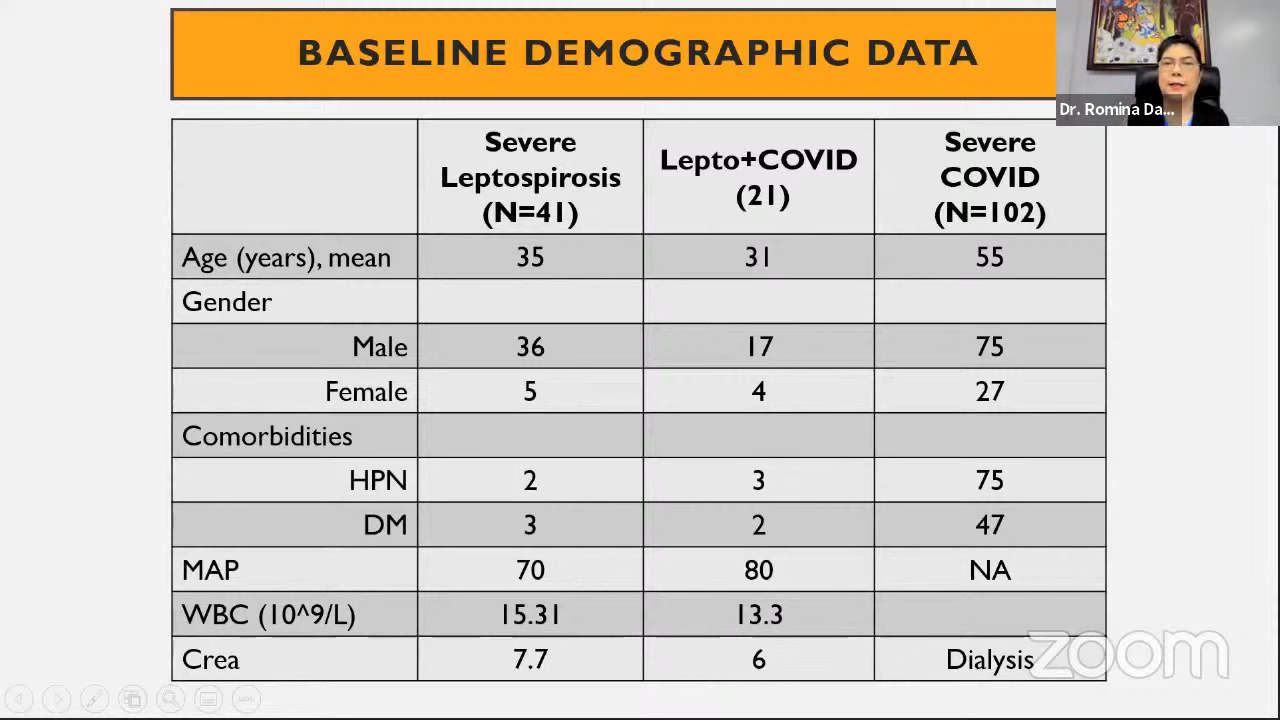 BASELINE DEMOGRAPHIC DATA
Dr. Romina Da...
Severe Leptospirosis (N=41) Lepto+COVID (21) Severe COVID (N=102)
Age (years), mean 35 31 55
Gender
Male 36 17 75
Female 5 4 27
Comorbidities
HPN 2 3 75
DM 3 2 47
MAP 70 80 NA
WBC (10^9/L) 15.31 13.3
Crea 7.7 6 Dialysis
zoom